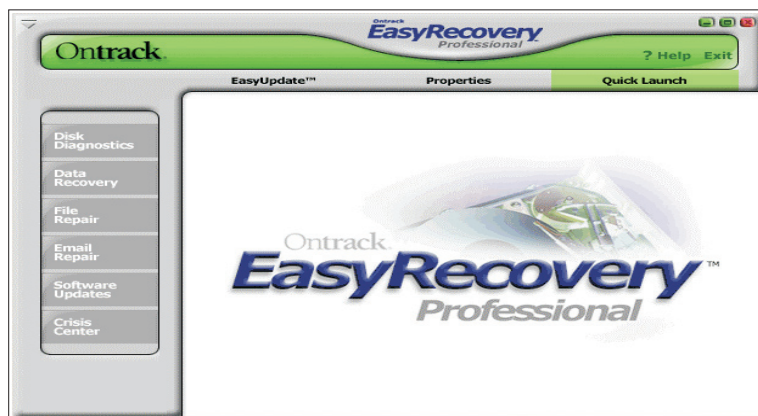 Ontrack
EasyRecovery
Professional
Ontrack.
? Help Exit
EasyUpdate™ Properties Quick Launch
Disk
Diagnostics
Data
Recovery
File
Repair
Email
Repair
Software
Updates
Crisis
Center
Ontrack
EasyRecovery™
Professional